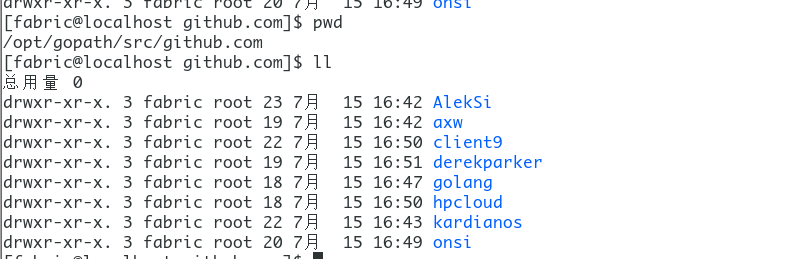 drwxr-xr-x. 3 fabric root 20 7月  15 16:49 onsi
[fabric@localhost github.com]$ pwd
/opt/gopath/src/github.com
[fabric@localhost github.com]$ ll
总用量 0
drwxr-xr-x. 3 fabric root 23 7月  15 16:42 AlekSi
drwxr-xr-x. 3 fabric root 19 7月  15 16:42 axw
drwxr-xr-x. 3 fabric root 22 7月  15 16:50 client9
drwxr-xr-x. 3 fabric root 19 7月  15 16:51 derekparker
drwxr-xr-x. 3 fabric root 18 7月  15 16:47 golang
drwxr-xr-x. 3 fabric root 18 7月  15 16:50 hpcloud
drwxr-xr-x. 3 fabric root 22 7月  15 16:43 kardianos
drwxr-xr-x. 3 fabric root 20 7月  15 16:49 onsi
[fabric@localhost github.com]$